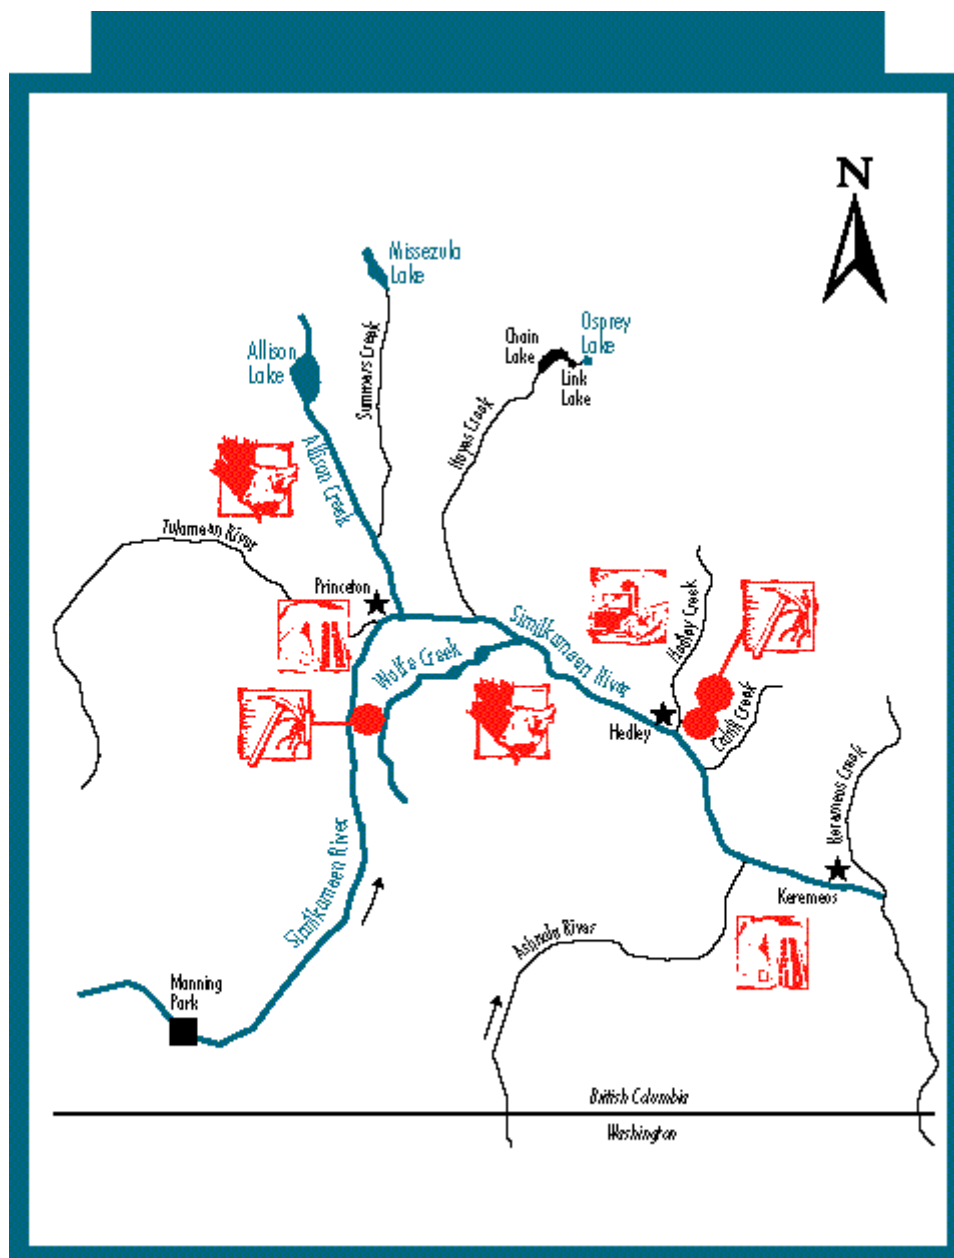 N
Missezula
Lake
Osprey
Lake
Chain
Lake
Link
Lake
Allison
Lake
Summers Creek
Hayes Creek
Allison Creek
Tulameen River
Princeton
Similkameen River
Hedley Creek
Wolfe Creek
Hedley
Cahill Creek
Keremeos Creek
Similkameen River
Keremeos
Ashnola River
Manning
Park
British Columbia
Washington